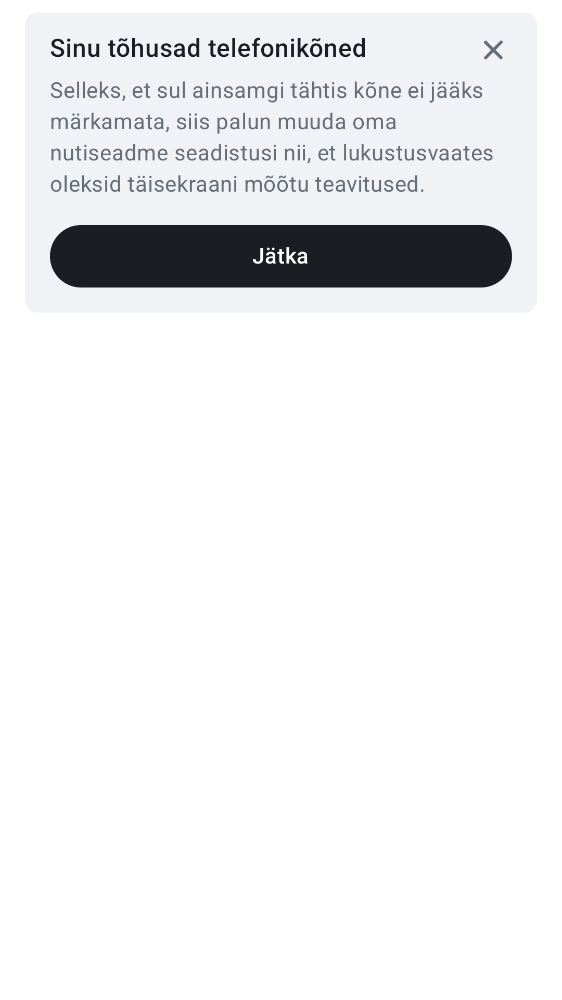 Sinu tõhusad telefonikõned
Selleks, et sul ainsamgi tähtis kõne ei jääks
märkamata, siis palun muuda oma
nutiseadme seadistusi nii, et lukustusvaates
oleksid täisekraani mõõtu teavitused.
Jätka